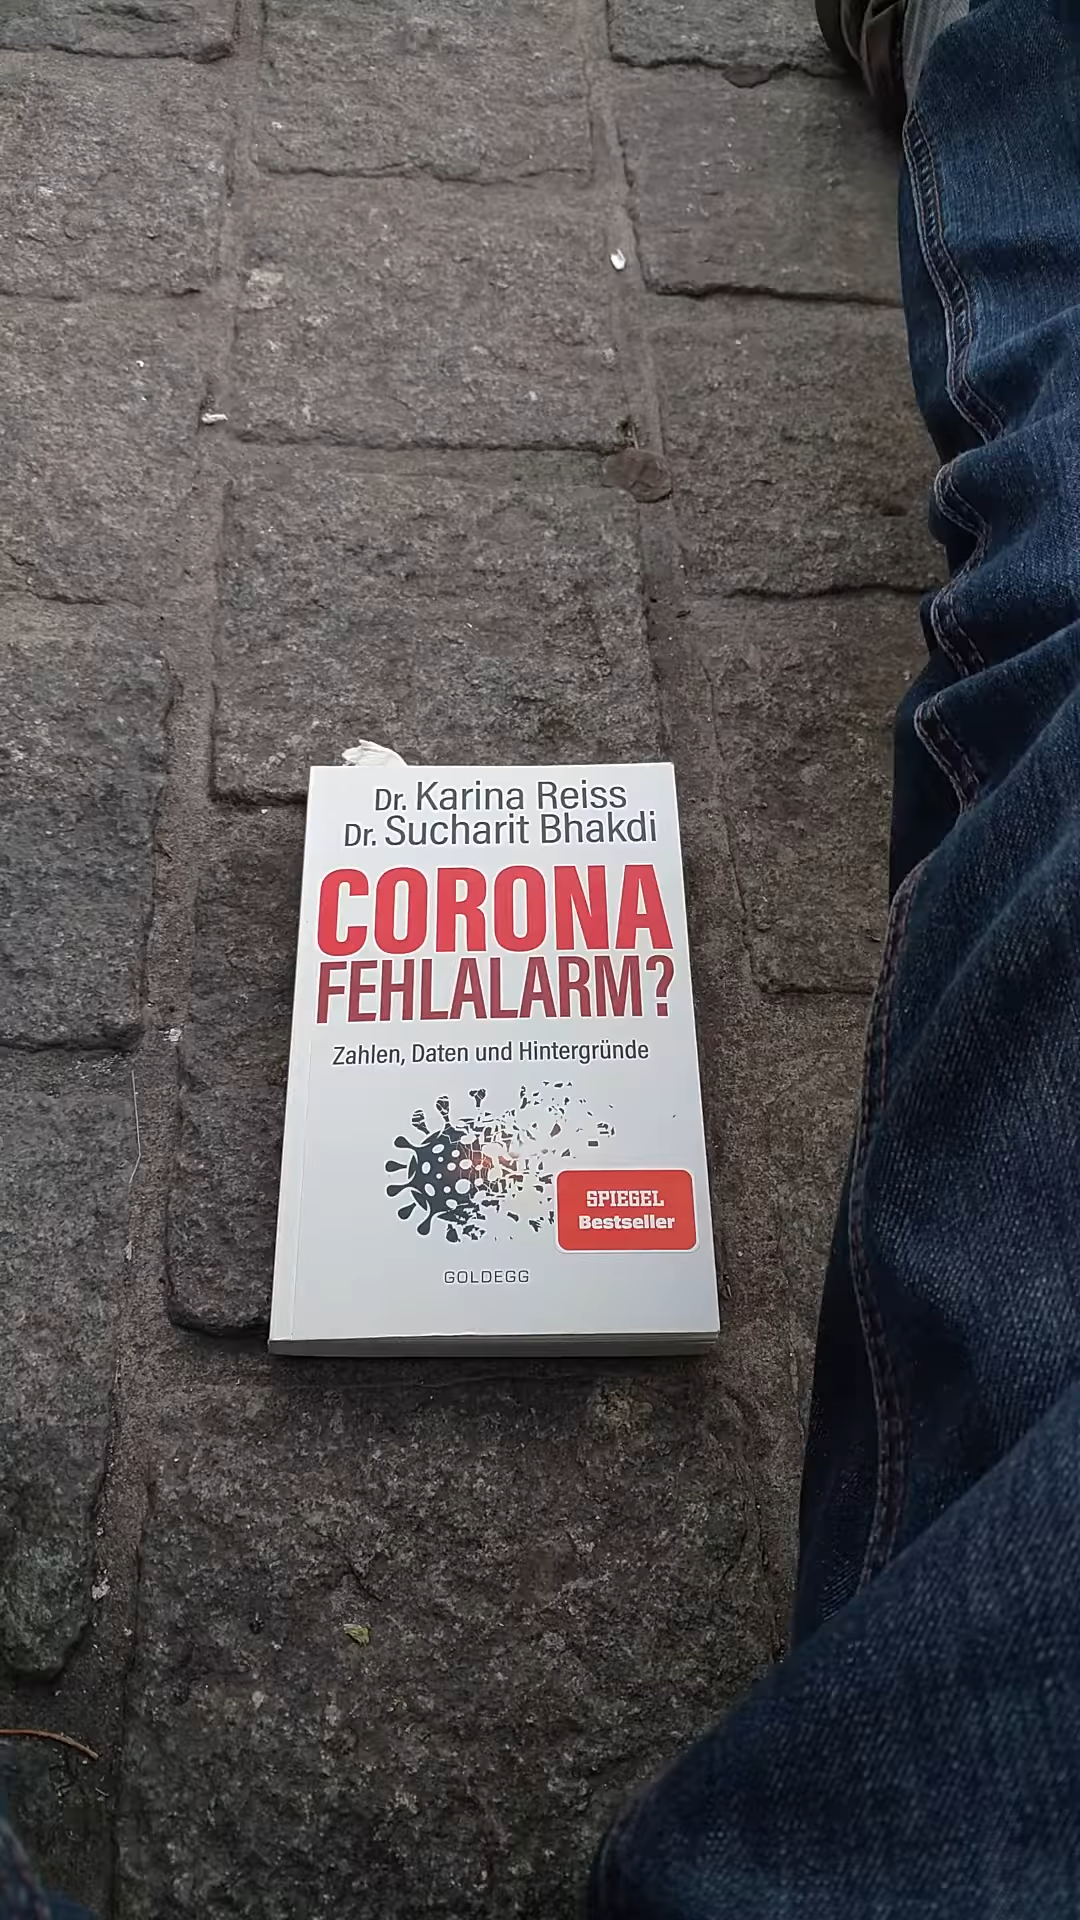 Dr. Karina Reiss
Dr. Sucharit Bhakdi
CORONA
FEHLALARM?
Zahlen, Daten und Hintergründe
SPIEGEL
Bestseller
GOLDEGG